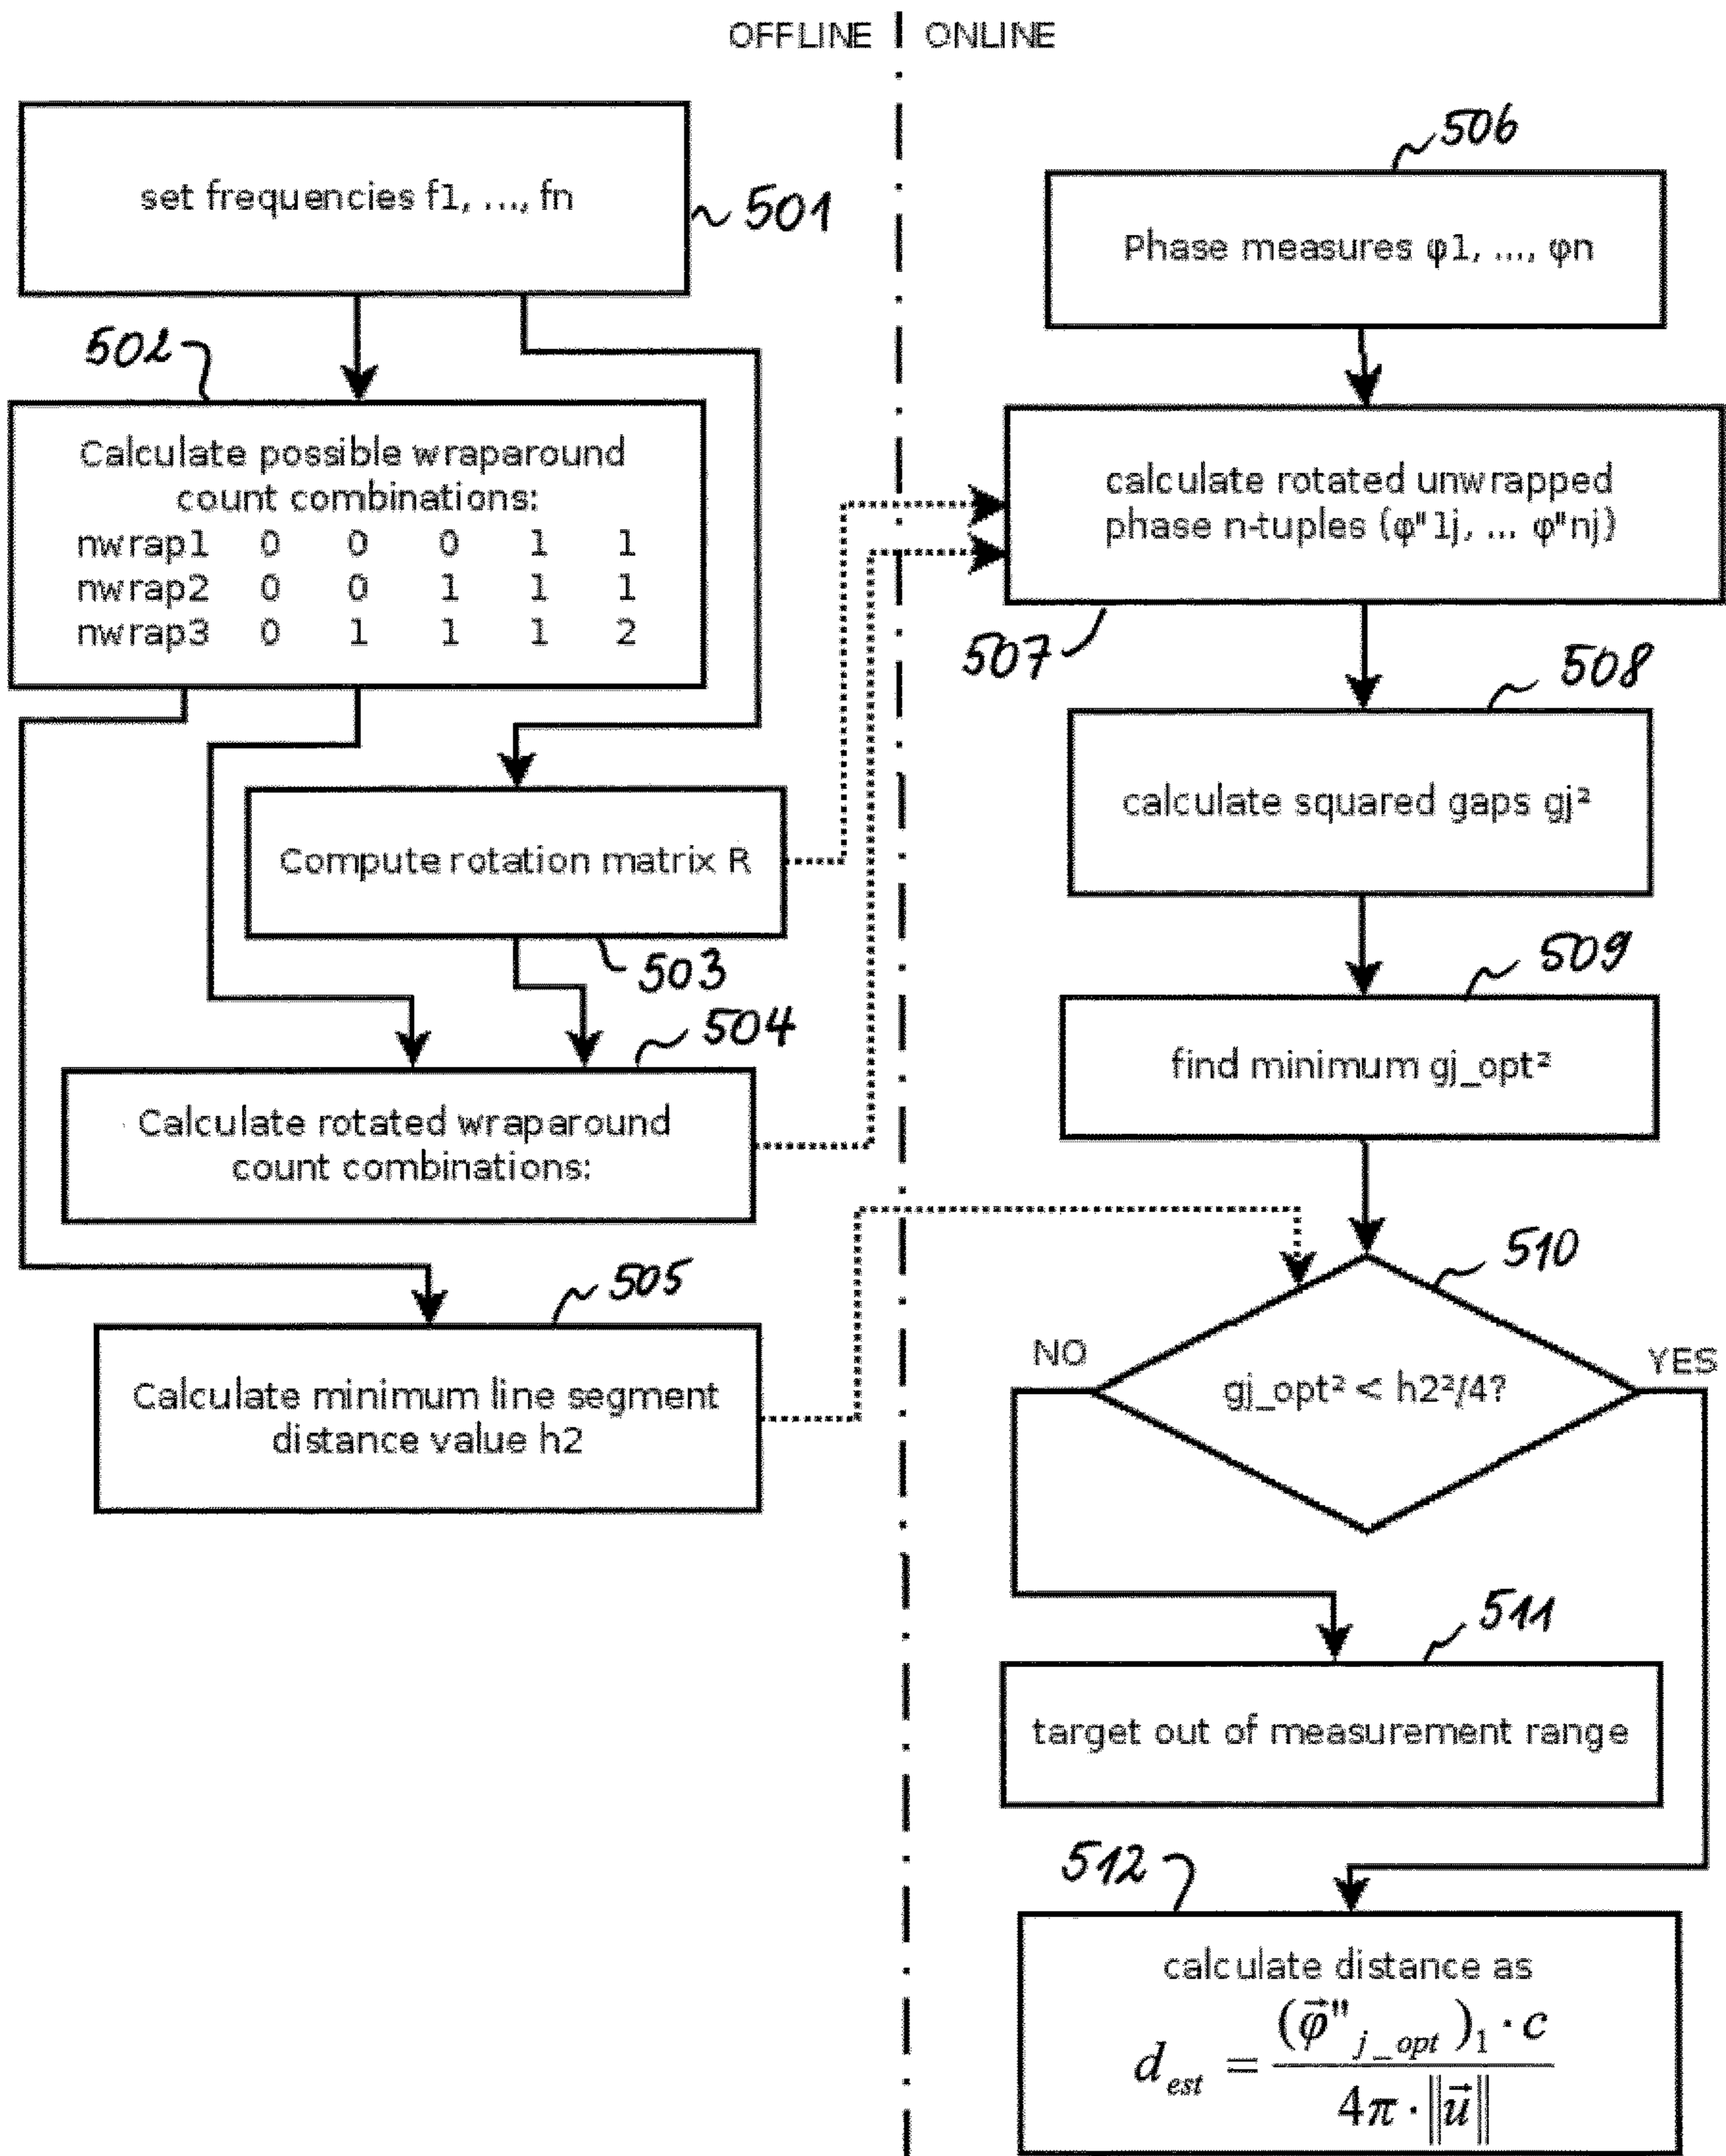 OFFLINE
ONLINE
set frequencies f1, ..., fn
501
502
Calculate possible wraparound
count combinations:
nwrap1 0 0 0 1 1
nwrap2 0 0 1 1 1
nwrap3 0 1 1 1 2
Compute rotation matrix R
503
504
Calculate rotated wraparound
count combinations:
505
Calculate minimum line segment
distance value h2
506
Phase measures φ1, ..., φn
calculate rotated unwrapped
phase n-tuples (φ"1j, ... φ"nj)
507
508
calculate squared gaps gj²
509
find minimum gj_opt²
510
NO
YES
gj_opt² < h2²/4?
511
target out of measurement range
512
calculate distance as
d_est = (φ⃗"_{j_opt})_1 · c / 4π · ‖u⃗‖